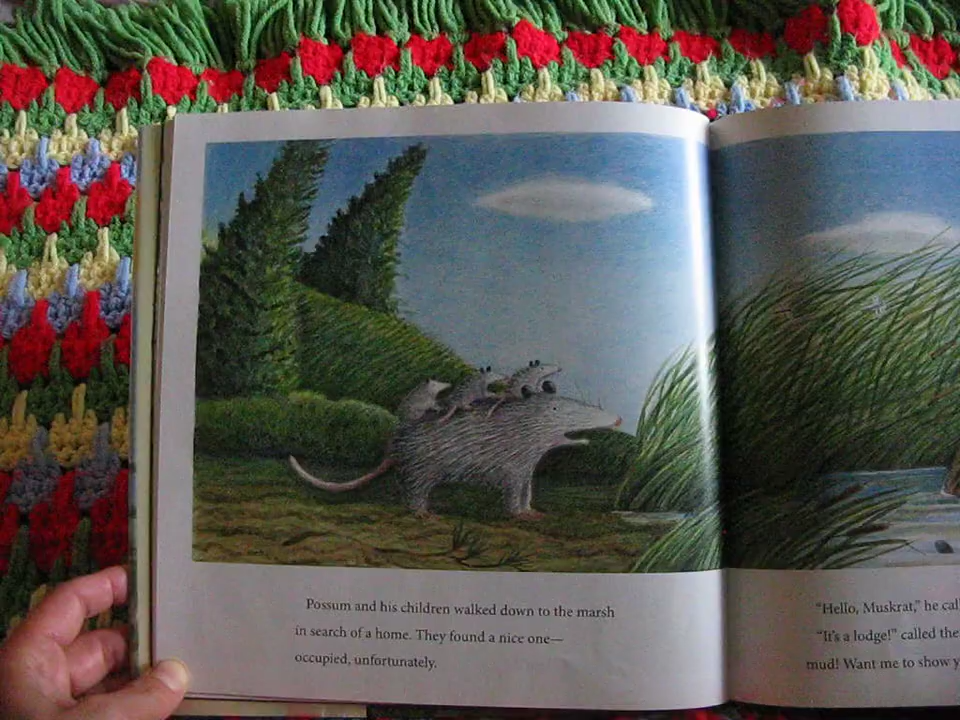 Possum and his children walked down to the marsh
in search of a home. They found a nice one—
occupied, unfortunately.
“Hello, Muskrat,” he
“It’s a lodge!” called the
mud! Want me to show